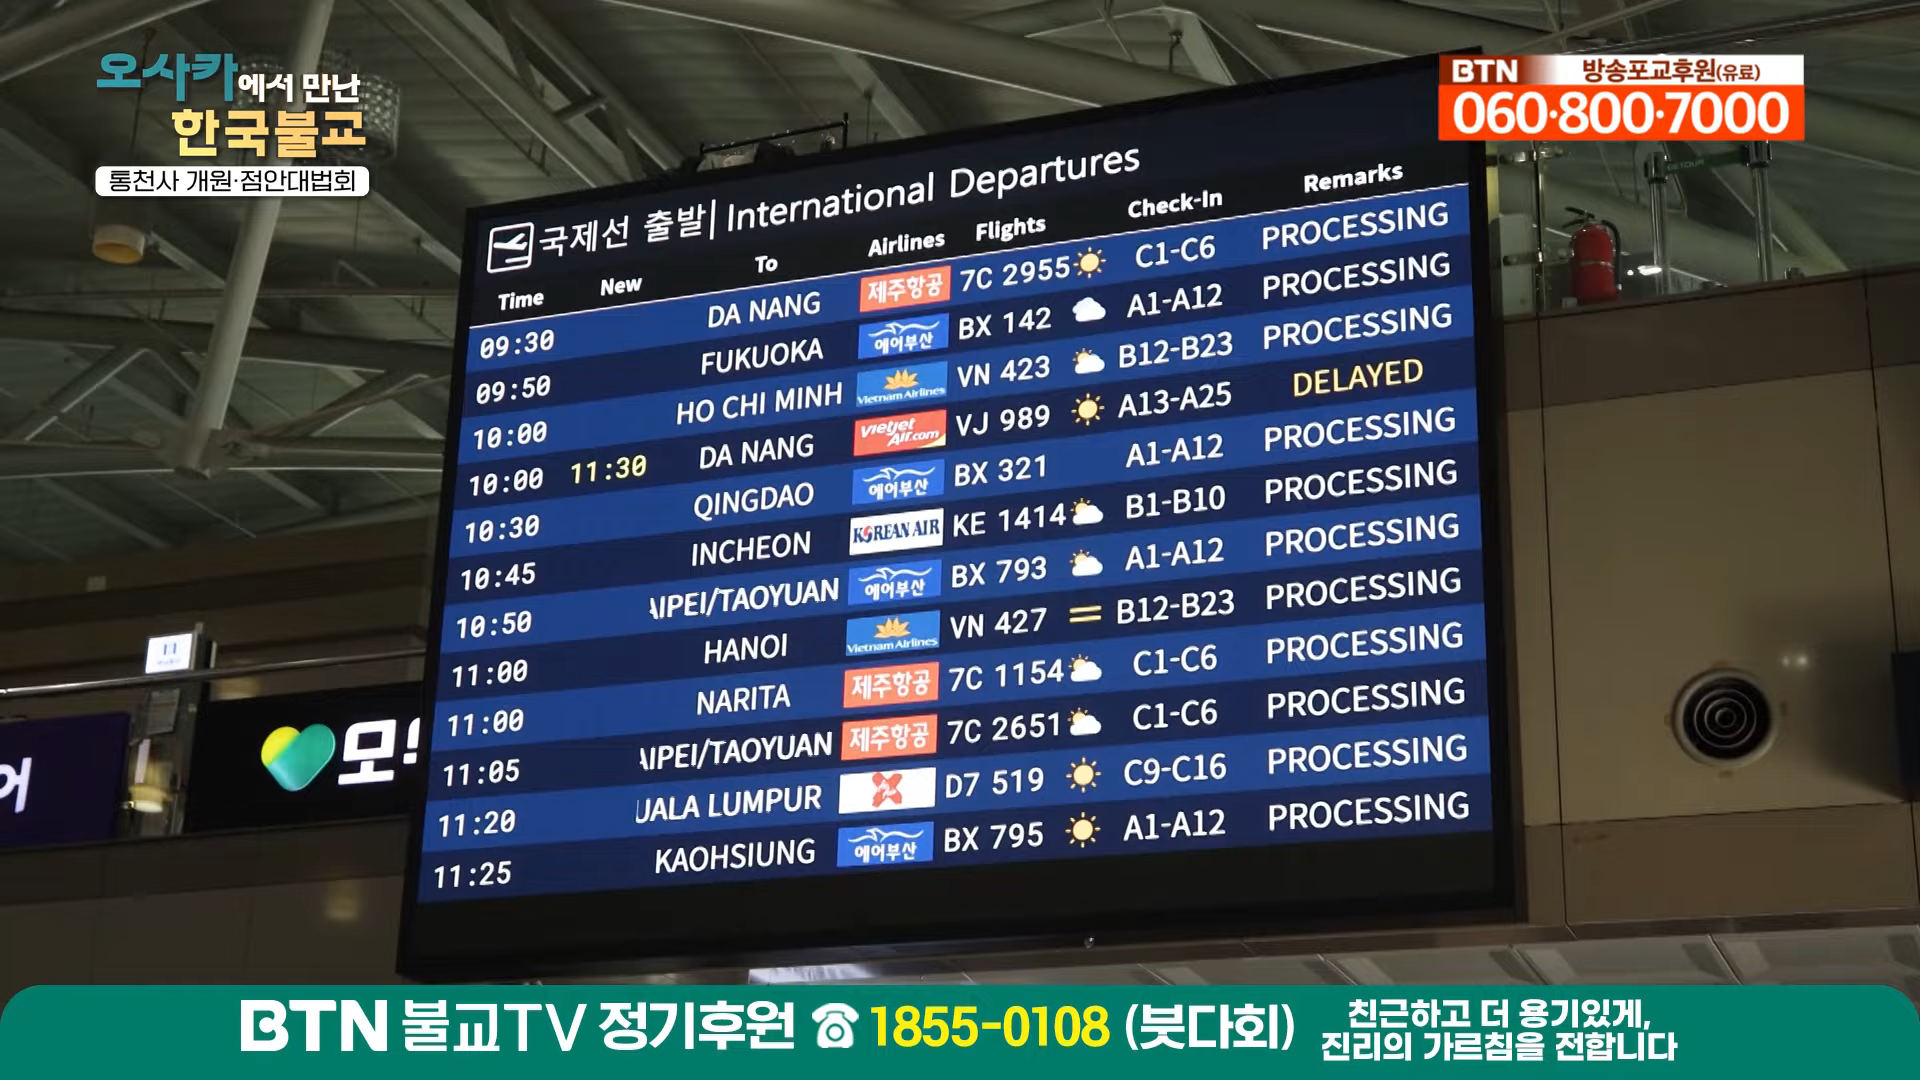 오사카에서 만난
한국불교
통천사 개원·점안대법회
BTN 방송포교후원(유료)
060·800·7000
국제선 출발 | International Departures
Time New To Airlines Flights Check-In Remarks
09:30 DA NANG 제주항공 7C 2955 C1-C6 PROCESSING
09:50 FUKUOKA 에어부산 BX 142 A1-A12 PROCESSING
10:00 HO CHI MINH Vietnam Airlines VN 423 B12-B23 PROCESSING
10:00 11:30 DA NANG vietjet Air.com VJ 989 A13-A25 DELAYED
10:30 QINGDAO 에어부산 BX 321 A1-A12 PROCESSING
10:45 INCHEON KOREAN AIR KE 1414 B1-B10 PROCESSING
10:50 AIPEI/TAOYUAN 에어부산 BX 793 A1-A12 PROCESSING
11:00 HANOI Vietnam Airlines VN 427 B12-B23 PROCESSING
11:00 NARITA 제주항공 7C 1154 C1-C6 PROCESSING
11:05 AIPEI/TAOYUAN 제주항공 7C 2651 C1-C6 PROCESSING
11:20 UALA LUMPUR D7 519 C9-C16 PROCESSING
11:25 KAOHSIUNG 에어부산 BX 795 A1-A12 PROCESSING
모
어
BTN 불교TV 정기후원 ☎ 1855-0108 (붓다회)
친근하고 더 용기있게,
진리의 가르침을 전합니다